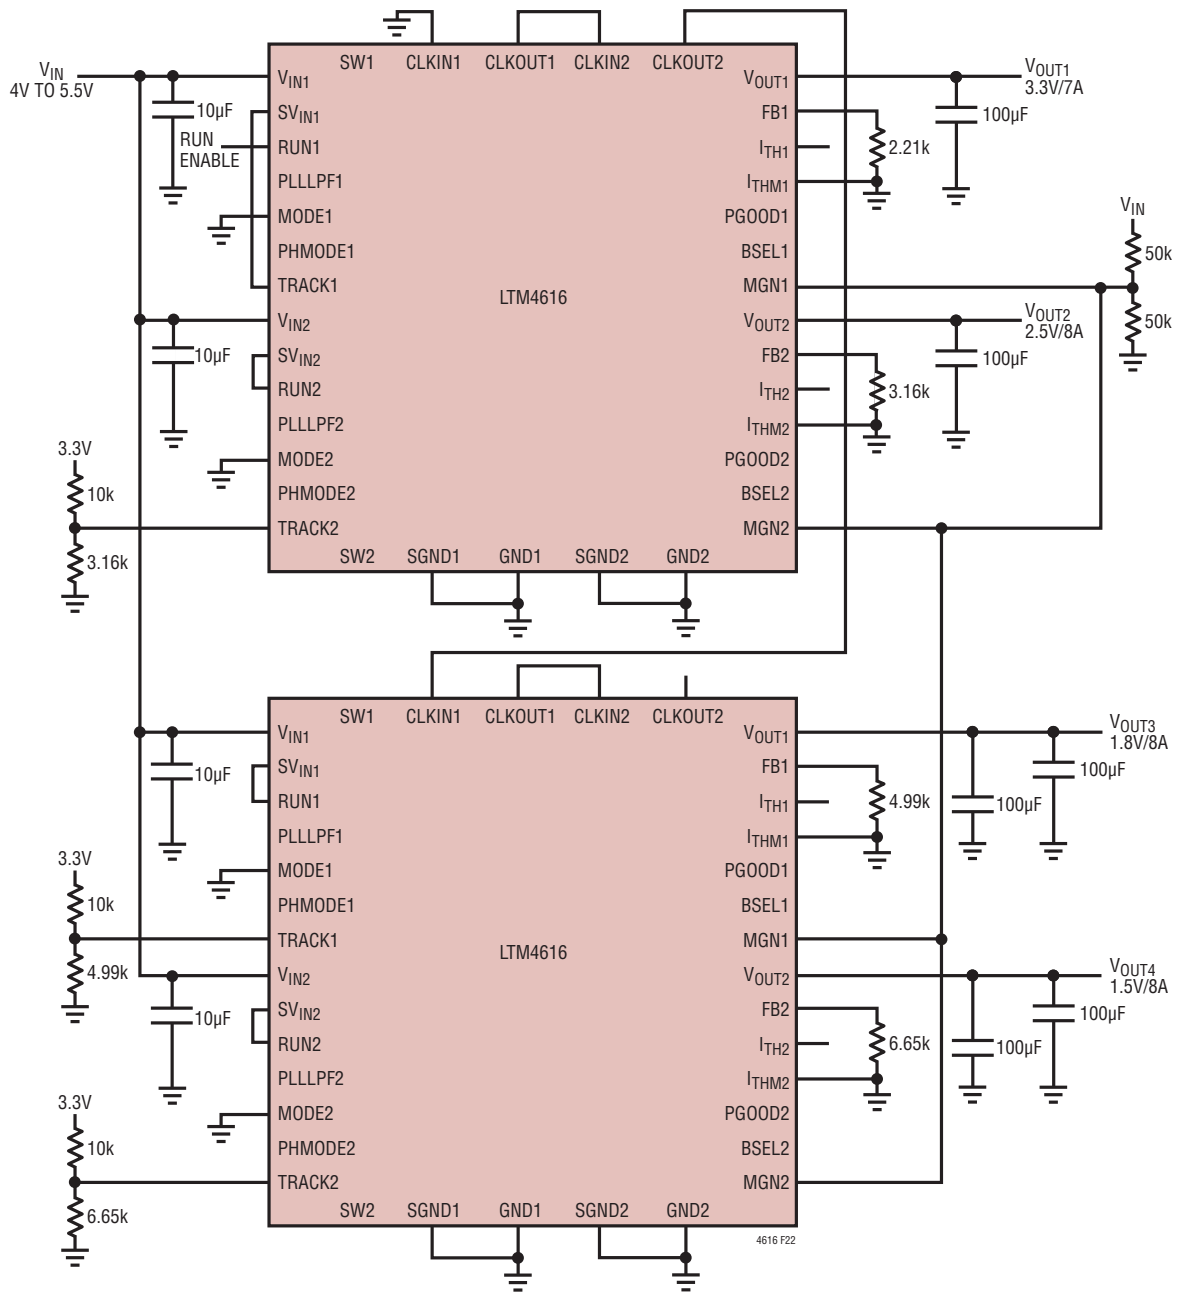 SW1 CLKIN1 CLKOUT1 CLKIN2 CLKOUT2
VIN
4V TO 5.5V
10µF
RUN
ENABLE
VIN1
SVIN1
RUN1
PLLLPF1
MODE1
PHMODE1
TRACK1
VIN2
10µF
SVIN2
RUN2
PLLLPF2
MODE2
PHMODE2
TRACK2
3.3V
10k
3.16k
LTM4616
VOUT1
FB1
ITH1
ITHM1
PGOOD1
BSEL1
MGN1
VOUT2
FB2
ITH2
ITHM2
PGOOD2
BSEL2
MGN2
2.21k
100µF
VOUT1
3.3V/7A
VIN
50k
50k
VOUT2
2.5V/8A
100µF
3.16k
SW2 SGND1 GND1 SGND2 GND2
SW1 CLKIN1 CLKOUT1 CLKIN2 CLKOUT2
10µF
VIN1
SVIN1
RUN1
PLLLPF1
MODE1
PHMODE1
TRACK1
3.3V
10k
4.99k
VIN2
10µF
SVIN2
RUN2
PLLLPF2
MODE2
PHMODE2
TRACK2
3.3V
10k
6.65k
LTM4616
VOUT1
FB1
ITH1
ITHM1
PGOOD1
BSEL1
MGN1
VOUT2
FB2
ITH2
ITHM2
PGOOD2
BSEL2
MGN2
4.99k
100µF
100µF
VOUT3
1.8V/8A
6.65k
100µF
100µF
VOUT4
1.5V/8A
SW2 SGND1 GND1 SGND2 GND2
4616 F22